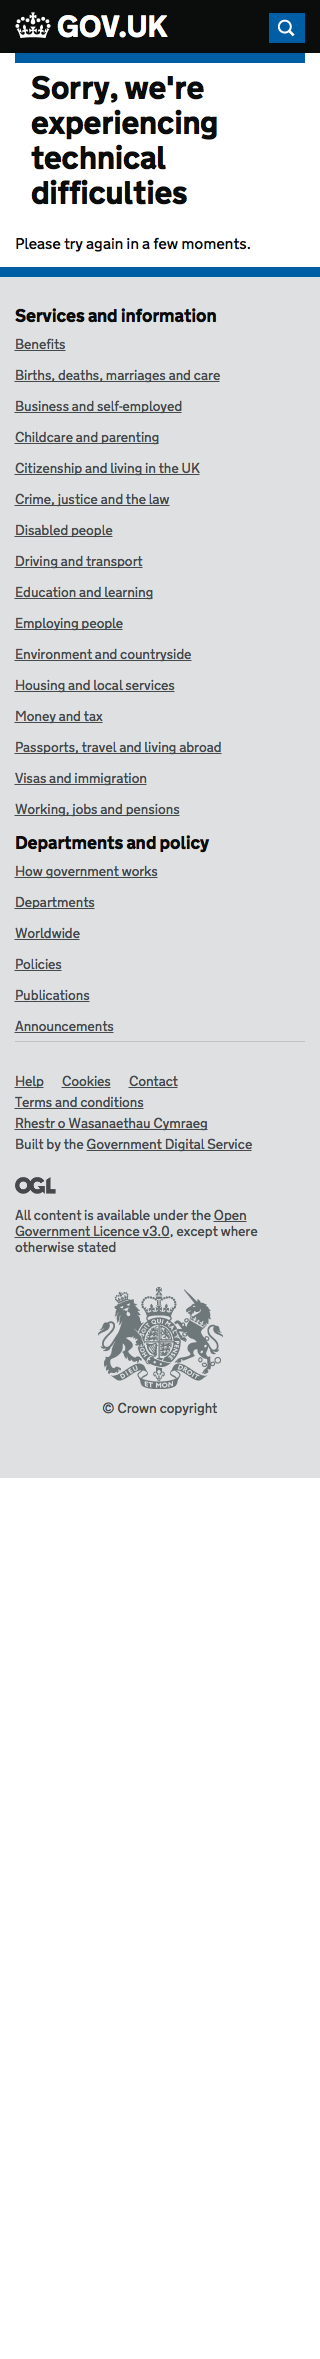 GOV.UK
Sorry, we're
experiencing
technical
difficulties
Please try again in a few moments.
Services and information
Benefits
Births, deaths, marriages and care
Business and self-employed
Childcare and parenting
Citizenship and living in the UK
Crime, justice and the law
Disabled people
Driving and transport
Education and learning
Employing people
Environment and countryside
Housing and local services
Money and tax
Passports, travel and living abroad
Visas and immigration
Working, jobs and pensions
Departments and policy
How government works
Departments
Worldwide
Policies
Publications
Announcements
Help Cookies Contact
Terms and conditions
Rhestr o Wasanaethau Cymraeg
Built by the Government Digital Service
OGL
All content is available under the Open
Government Licence v3.0, except where
otherwise stated
DIEU ET MON DROIT
© Crown copyright